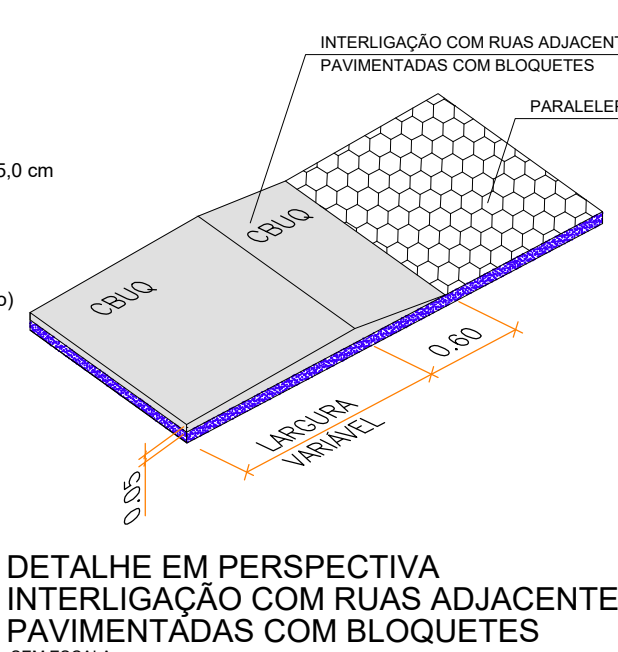 INTERLIGAÇÃO COM RUAS ADJACENT
PAVIMENTADAS COM BLOQUETES
PARALELE
5,0 cm
o)
CBUQ
CBUQ
0.60
LARGURA
VARIÁVEL
0.05
DETALHE EM PERSPECTIVA
INTERLIGAÇÃO COM RUAS ADJACENTE
PAVIMENTADAS COM BLOQUETES